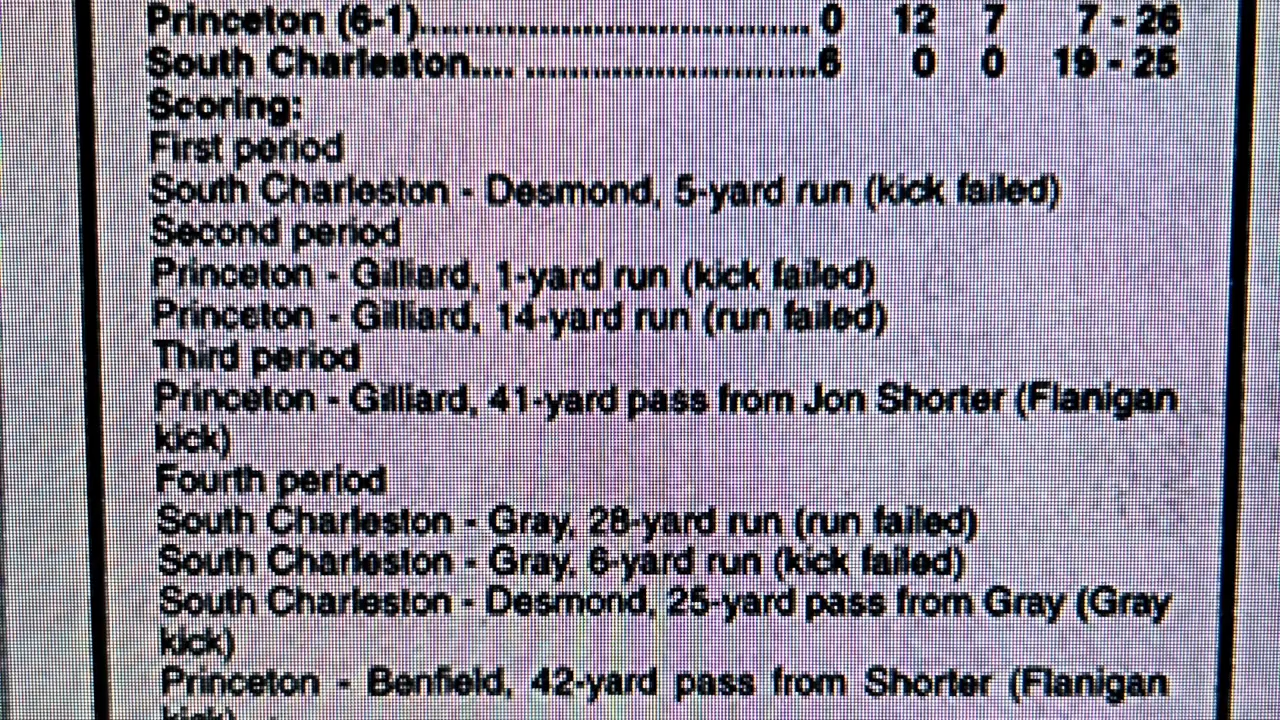 Princeton (6-1)........................................ 0 12 7 7 - 26
South Charleston.... .............................6 0 0 19 - 25
Scoring:
First period
South Charleston - Desmond, 5-yard run (kick failed)
Second period
Princeton - Gilliard, 1-yard run (kick failed)
Princeton - Gilliard, 14-yard run (run failed)
Third period
Princeton - Gilliard, 41-yard pass from Jon Shorter (Flanigan
kick)
Fourth period
South Charleston - Gray, 28-yard run (run failed)
South Charleston - Gray, 6-yard run (kick failed)
South Charleston - Desmond, 25-yard pass from Gray (Gray
kick)
Princeton - Benfield, 42-yard pass from Shorter (Flanigan
kick)